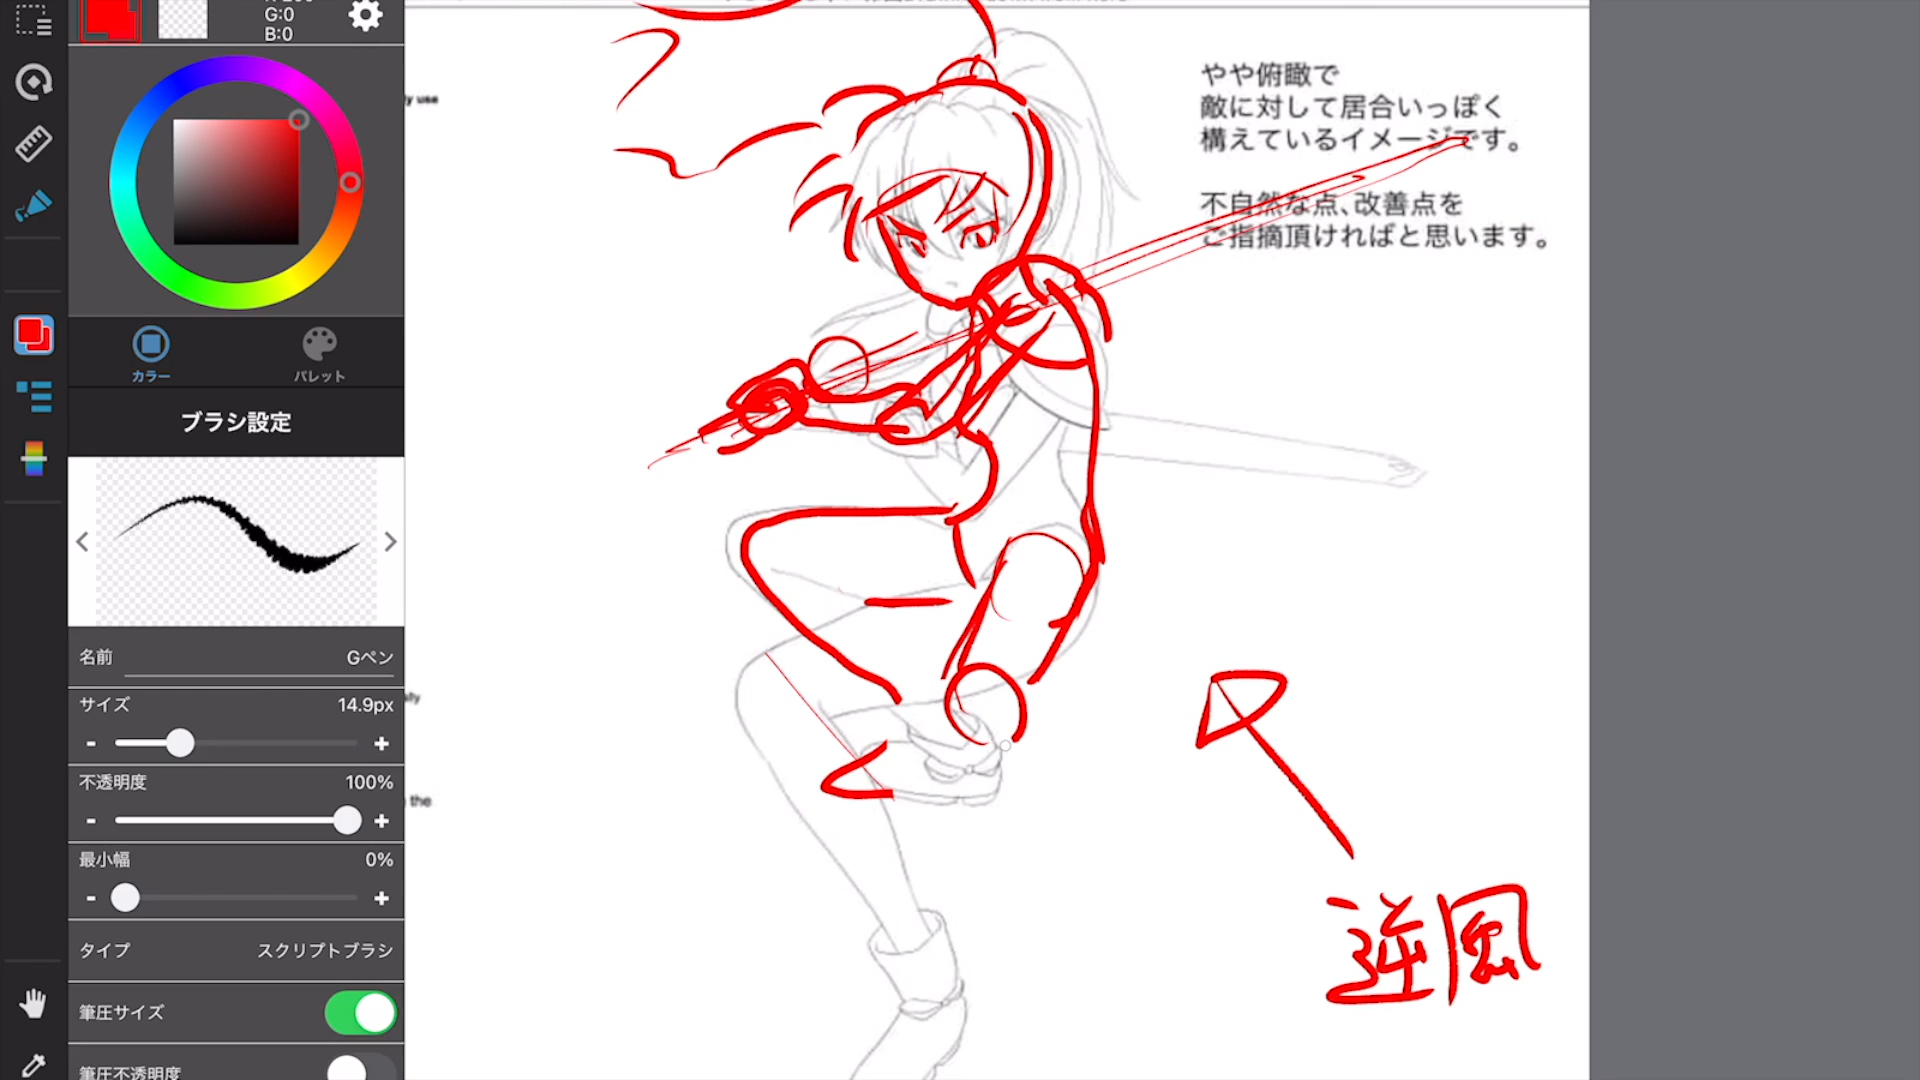 G:0
B:0
y use
カラー
パレット
ブラシ設定
名前 Gペン
サイズ 14.9px
- +
不透明度 100%
- +
最小幅 0%
- +
タイプ スクリプトブラシ
筆圧サイズ
筆圧不透明度
the
やや俯瞰で
敵に対して居合いっぽく
構えているイメージです。
不自然な点、改善点を
ご指摘頂ければと思います。
逆風